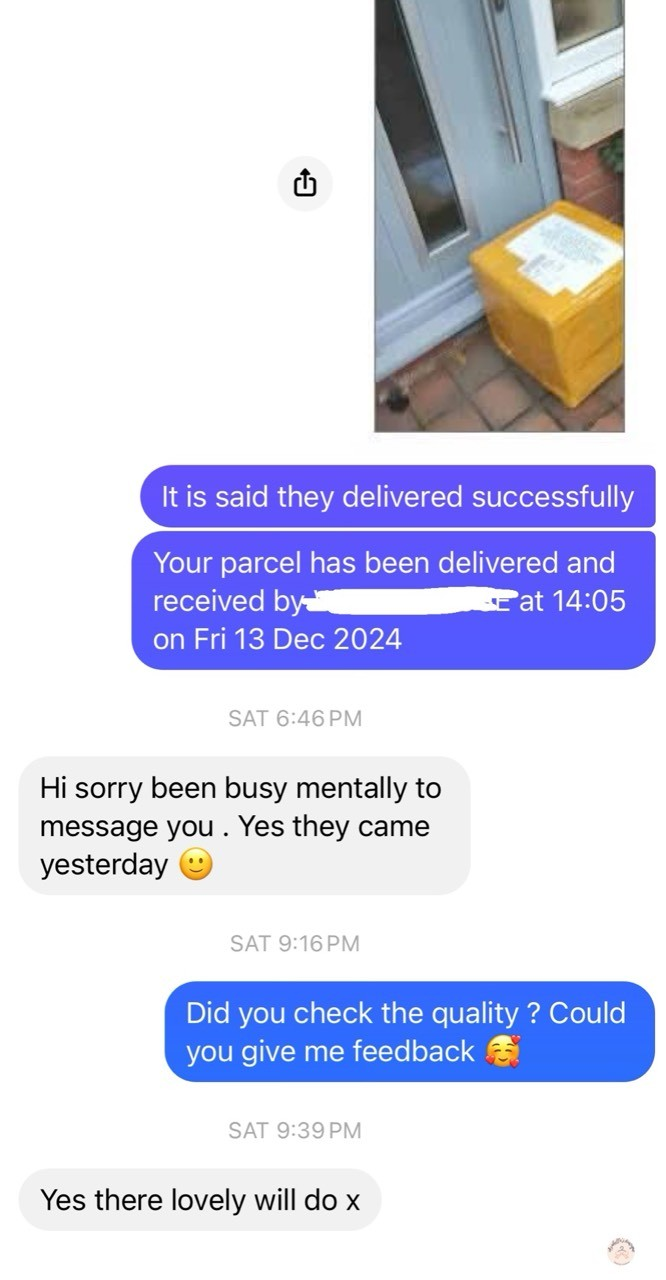 It is said they delivered successfully
Your parcel has been delivered and
received by at 14:05
on Fri 13 Dec 2024
SAT 6:46 PM
Hi sorry been busy mentally to
message you . Yes they came
yesterday 🙂
SAT 9:16 PM
Did you check the quality ? Could
you give me feedback 🥰
SAT 9:39 PM
Yes there lovely will do x